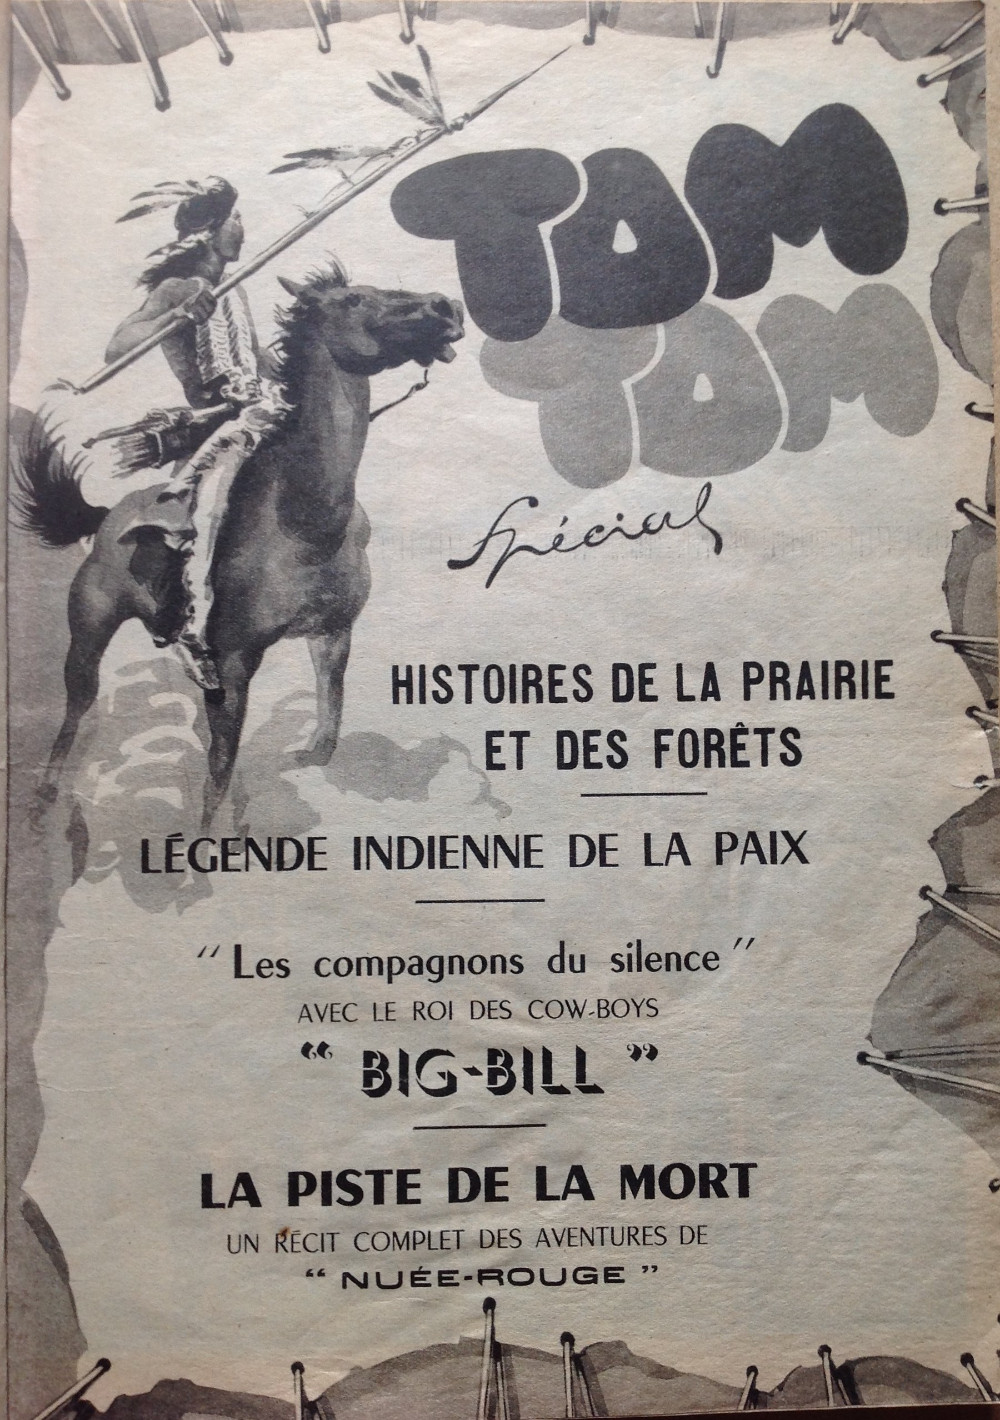 TOM
TOM
Spécial
HISTOIRES DE LA PRAIRIE
ET DES FORÊTS
LÉGENDE INDIENNE DE LA PAIX
" Les compagnons du silence "
AVEC LE ROI DES COW-BOYS
" BIG-BILL "
LA PISTE DE LA MORT
UN RÉCIT COMPLET DES AVENTURES DE
" NUÉE-ROUGE "